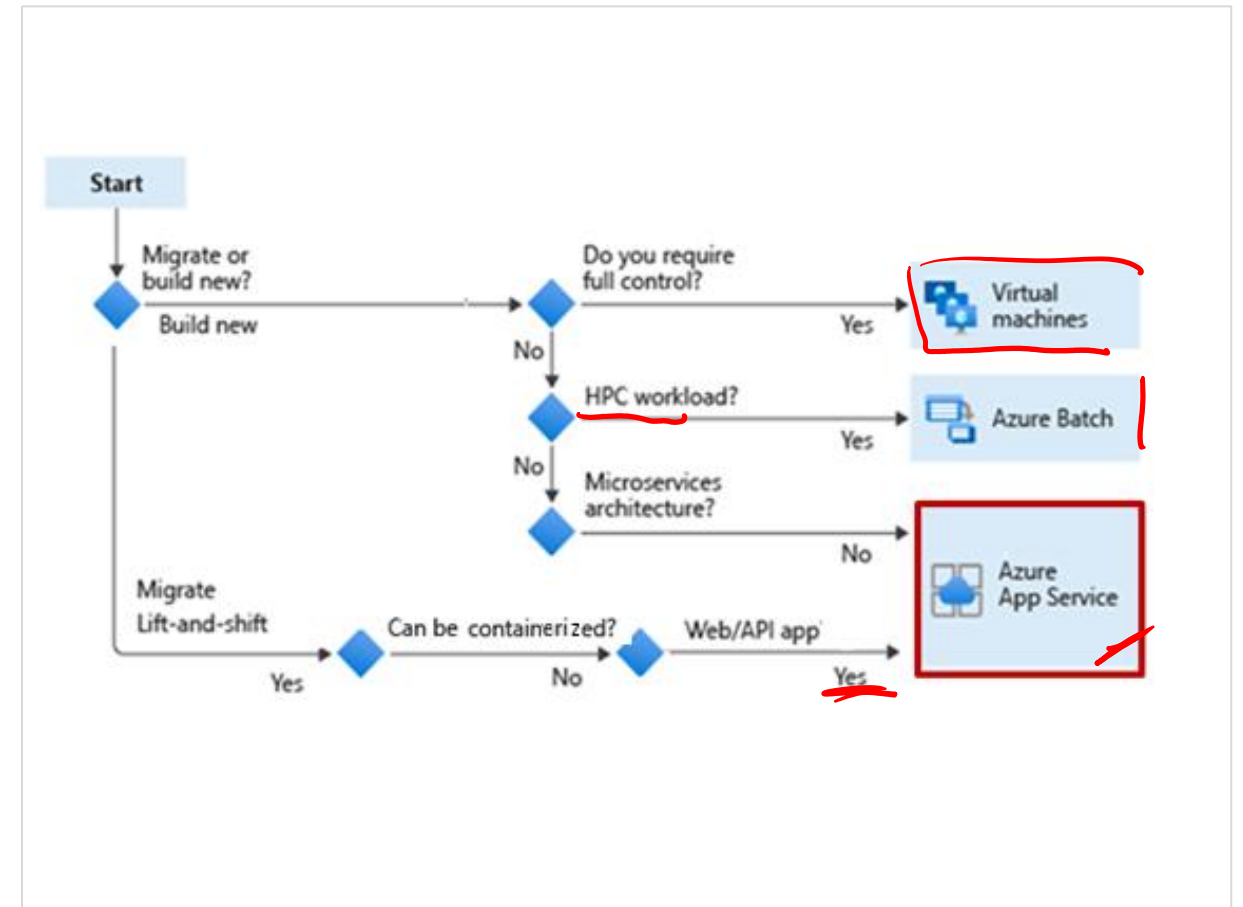 Start
Migrate or
build new?
Build new
Do you require
full control?
Yes
Virtual
machines
No
HPC workload?
Yes
Azure Batch
No
Microservices
architecture?
No
Azure
App Service
Migrate
Lift-and-shift
Yes
Can be containerized?
No
Web/API app
Yes